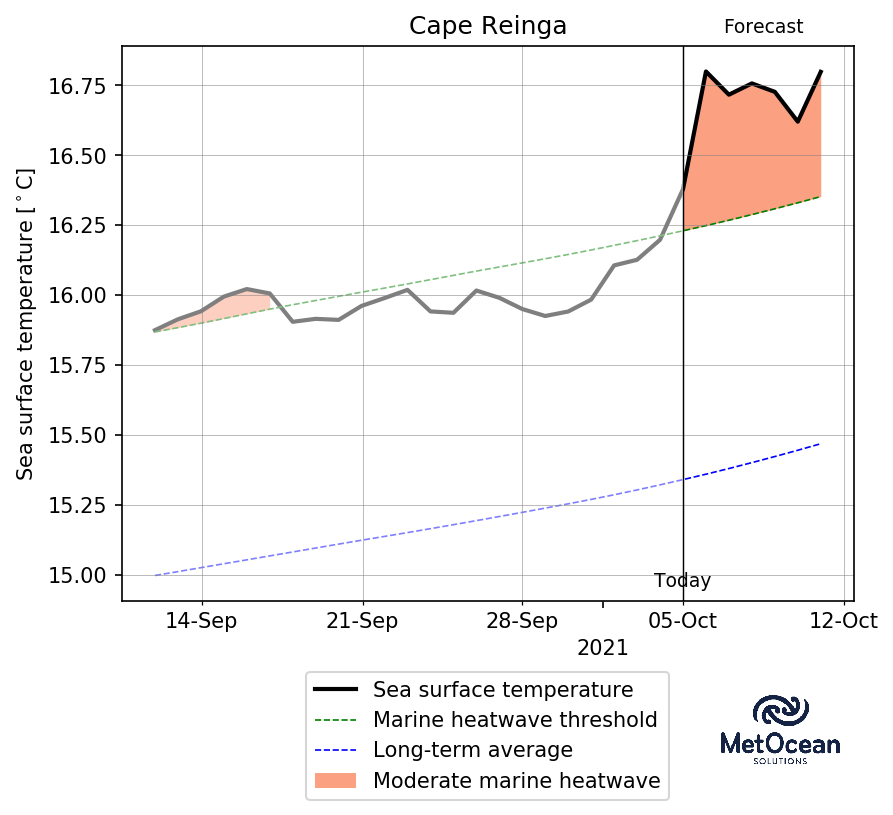 Cape Reinga
Forecast
Sea surface temperature [°C]
16.75
16.50
16.25
16.00
15.75
15.50
15.25
15.00
Today
14-Sep
21-Sep
28-Sep
05-Oct
12-Oct
2021
Sea surface temperature
Marine heatwave threshold
Long-term average
Moderate marine heatwave
MetOcean
SOLUTIONS